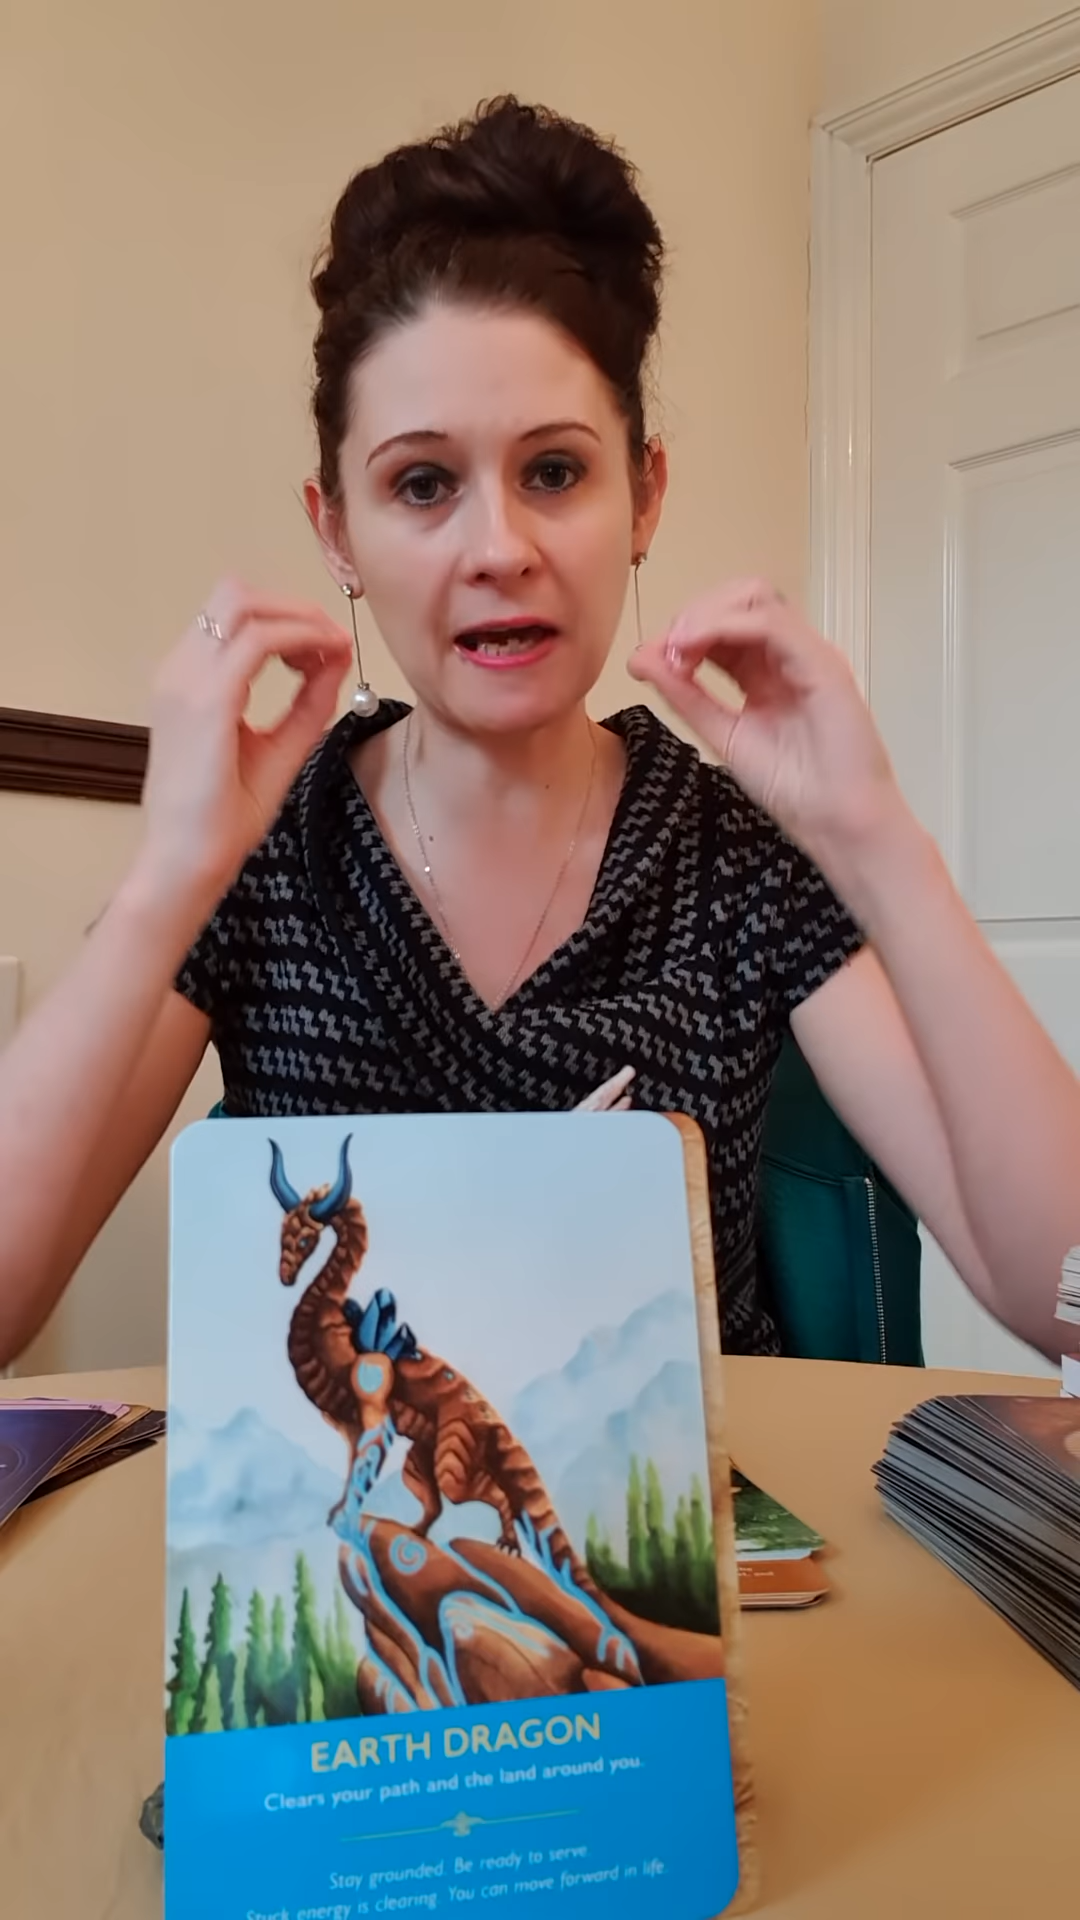 EARTH DRAGON
Clears your path and the land around you.
Stay grounded. Be ready to serve.
Stuck energy is clearing. You can move forward in life.